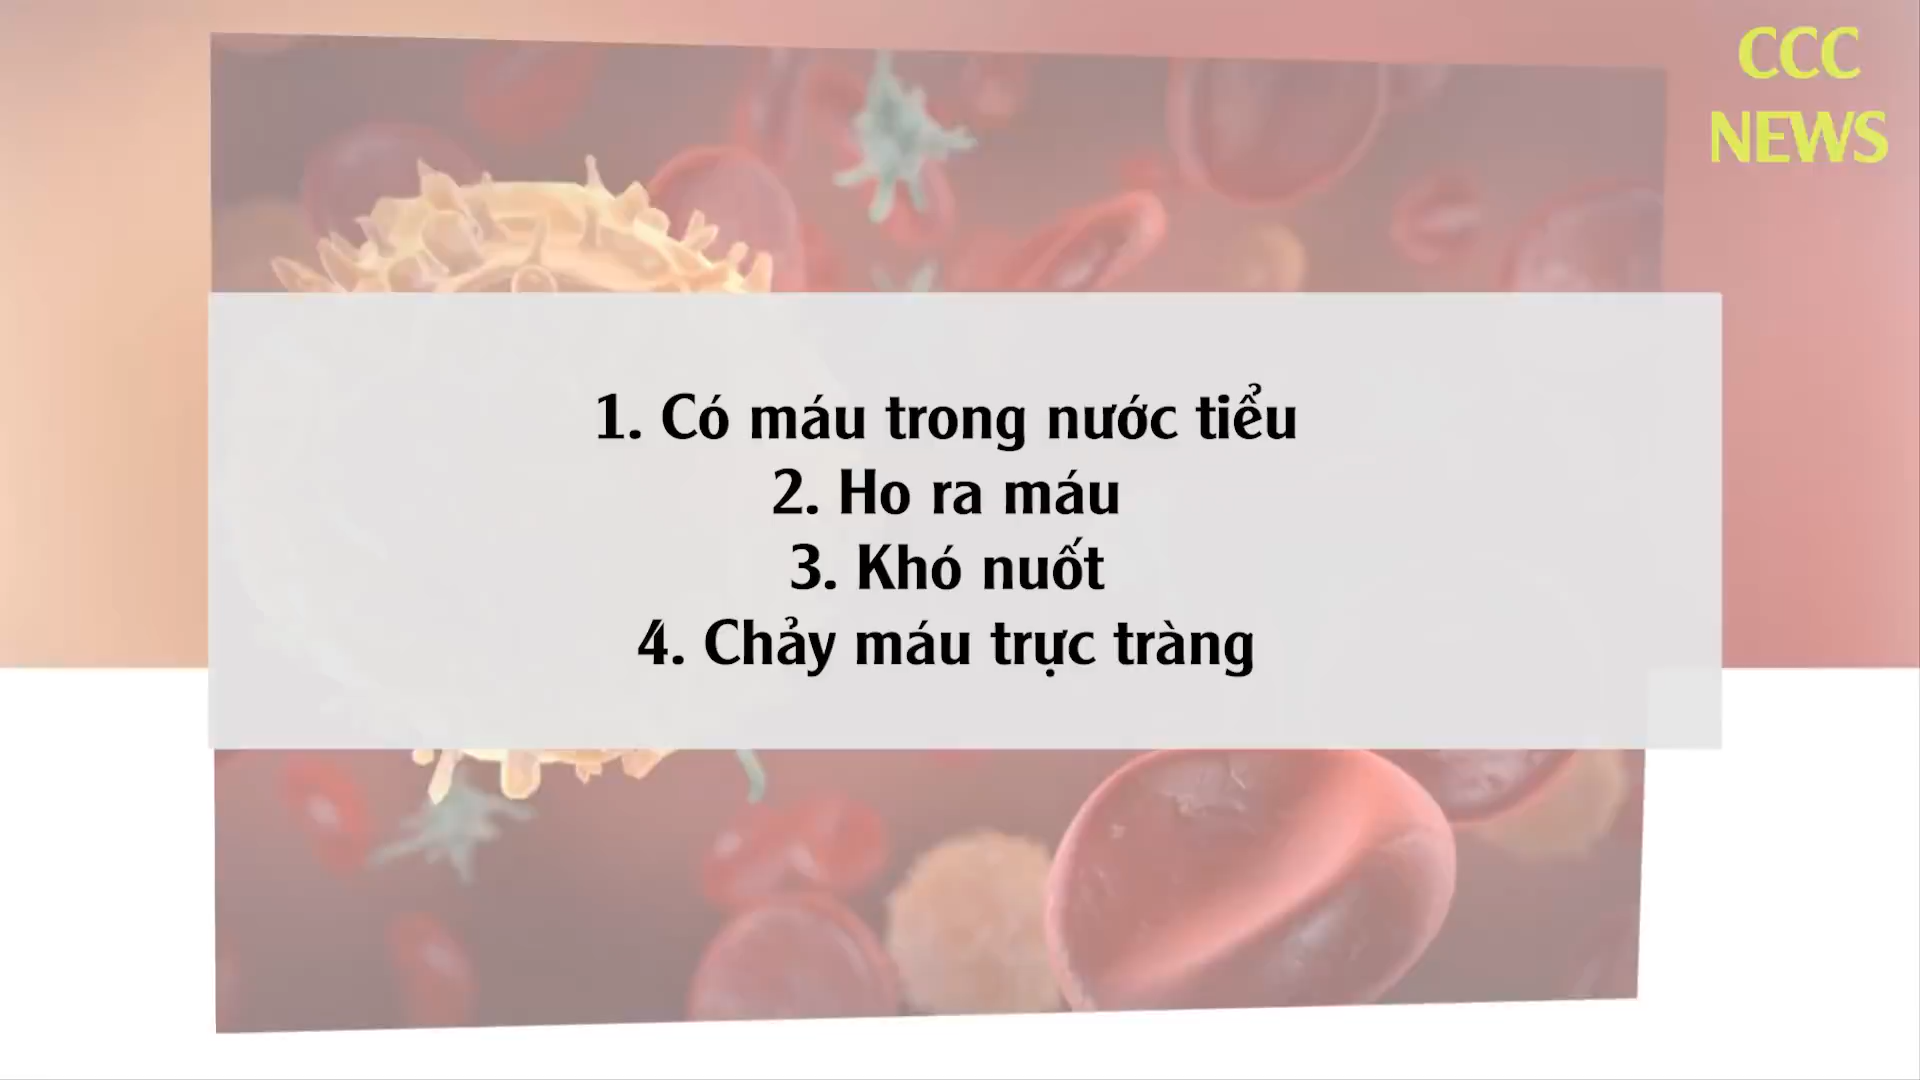 CCC
NEWS
1. Có máu trong nước tiểu
2. Ho ra máu
3. Khó nuốt
4. Chảy máu trực tràng